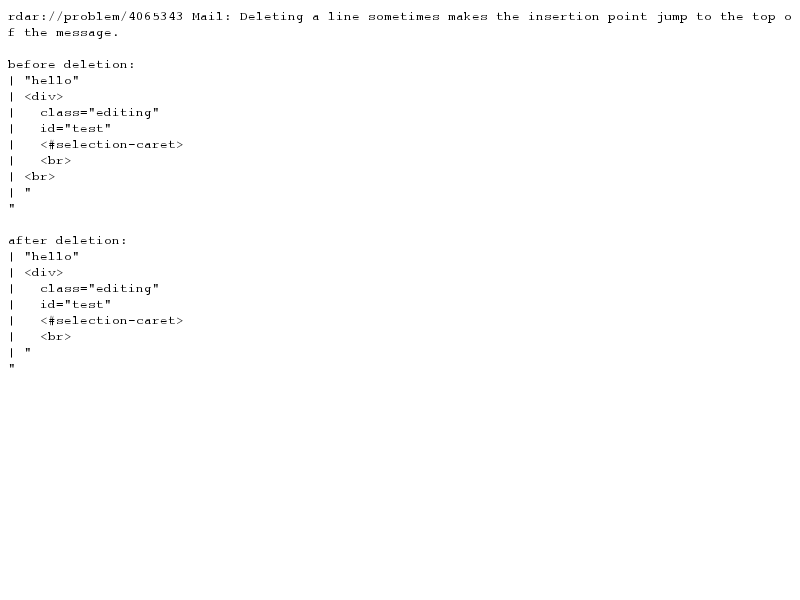 rdar://problem/4065343 Mail: Deleting a line sometimes makes the insertion point jump to the top o
f the message.

before deletion:
| "hello"
| <div>
|   class="editing"
|   id="test"
|   <#selection-caret>
|   <br>
| <br>
| "
"

after deletion:
| "hello"
| <div>
|   class="editing"
|   id="test"
|   <#selection-caret>
|   <br>
| "
"